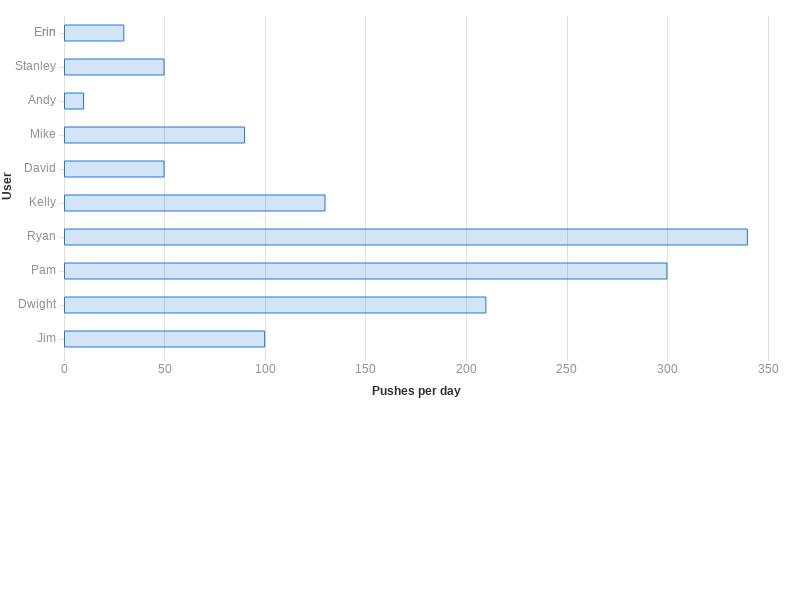 User
Erin
Stanley
Andy
Mike
David
Kelly
Ryan
Pam
Dwight
Jim
0 50 100 150 200 250 300 350
Pushes per day